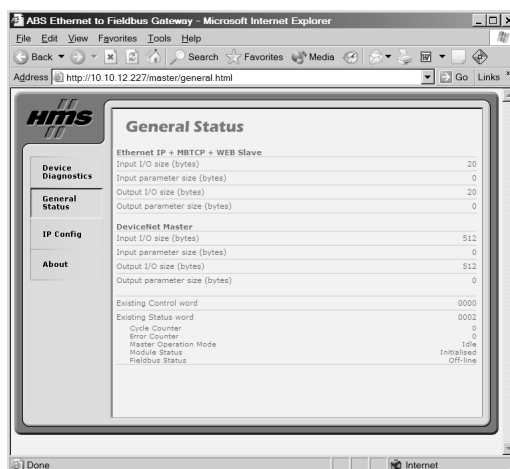 ABS Ethernet to Fieldbus Gateway - Microsoft Internet Explorer
File Edit View Favorites Tools Help
Back Search Favorites Media
Address http://10.10.12.227/master/general.html Go Links »
HMS
General Status
Device
Diagnostics
General
Status
IP Config
About
Ethernet IP + MBTCP + WEB Slave
Input I/O size (bytes) 20
Input parameter size (bytes) 0
Output I/O size (bytes) 20
Output parameter size (bytes) 0
DeviceNet Master
Input I/O size (bytes) 512
Input parameter size (bytes) 0
Output I/O size (bytes) 512
Output parameter size (bytes) 0
Existing Control word 0000
Existing Status word 0002
Cycle Counter 0
Error Counter 0
Master Operation Mode Idle
Module Status Initialised
Fieldbus Status Off-line
Done Internet